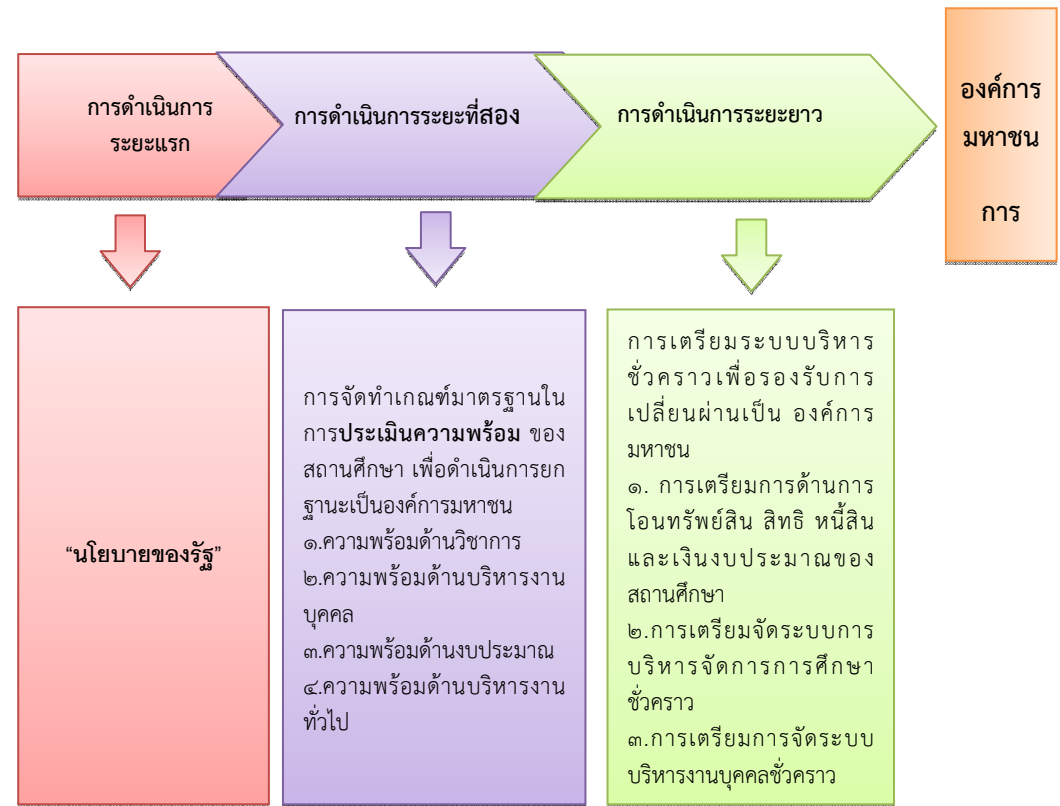 การดำเนินการ
ระยะแรก
การดำเนินการระยะที่สอง
การดำเนินการระยะยาว
องค์การ
มหาชน
การ
“นโยบายของรัฐ”
การจัดทำเกณฑ์มาตรฐานใน
การประเมินความพร้อม ของ
สถานศึกษา เพื่อดำเนินการยก
ฐานะเป็นองค์การมหาชน
๑.ความพร้อมด้านวิชาการ
๒.ความพร้อมด้านบริหารงาน
บุคคล
๓.ความพร้อมด้านงบประมาณ
๔.ความพร้อมด้านบริหารงาน
ทั่วไป
การเตรียมระบบบริหาร
ชั่วคราวเพื่อรองรับการ
เปลี่ยนผ่านเป็น องค์การ
มหาชน
๑. การเตรียมการด้านการ
โอนทรัพย์สิน สิทธิ หนี้สิน
และเงินงบประมาณของ
สถานศึกษา
๒.การเตรียมจัดระบบการ
บริหารจัดการการศึกษา
ชั่วคราว
๓.การเตรียมการจัดระบบ
บริหารงานบุคคลชั่วคราว